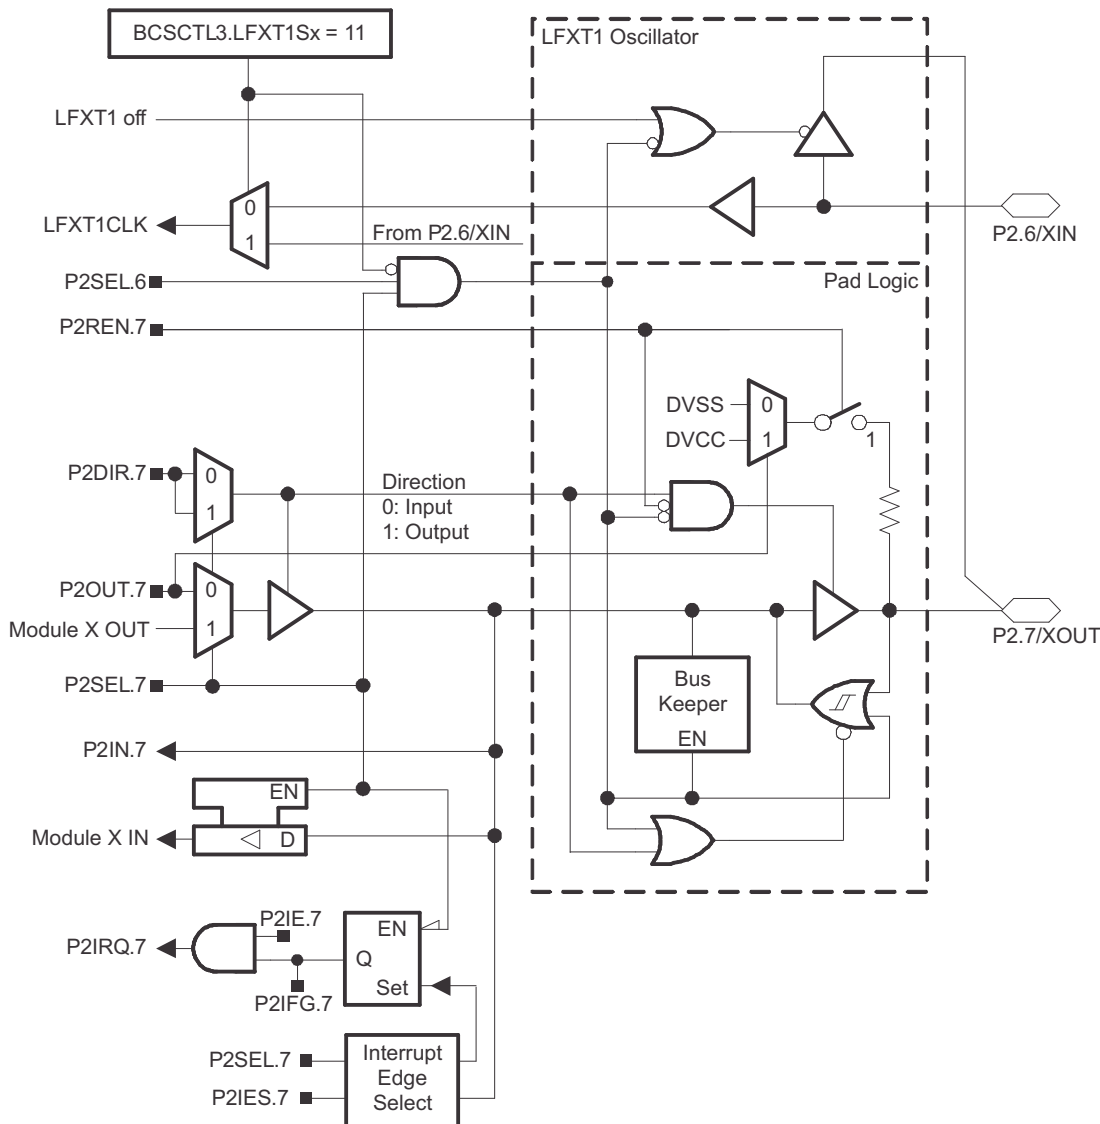 BCSCTL3.LFXT1Sx = 11
LFXT1 Oscillator
LFXT1 off
0
LFXT1CLK
1
From P2.6/XIN
P2.6/XIN
P2SEL.6
Pad Logic
P2REN.7
DVSS
0
DVCC
1
1
P2DIR.7
0
1
Direction
0: Input
1: Output
P2OUT.7
0
Module X OUT
1
P2.7/XOUT
P2SEL.7
Bus
Keeper
EN
P2IN.7
EN
Module X IN
D
P2IE.7
EN
P2IRQ.7
Q
Set
P2IFG.7
P2SEL.7
P2IES.7
Interrupt
Edge
Select